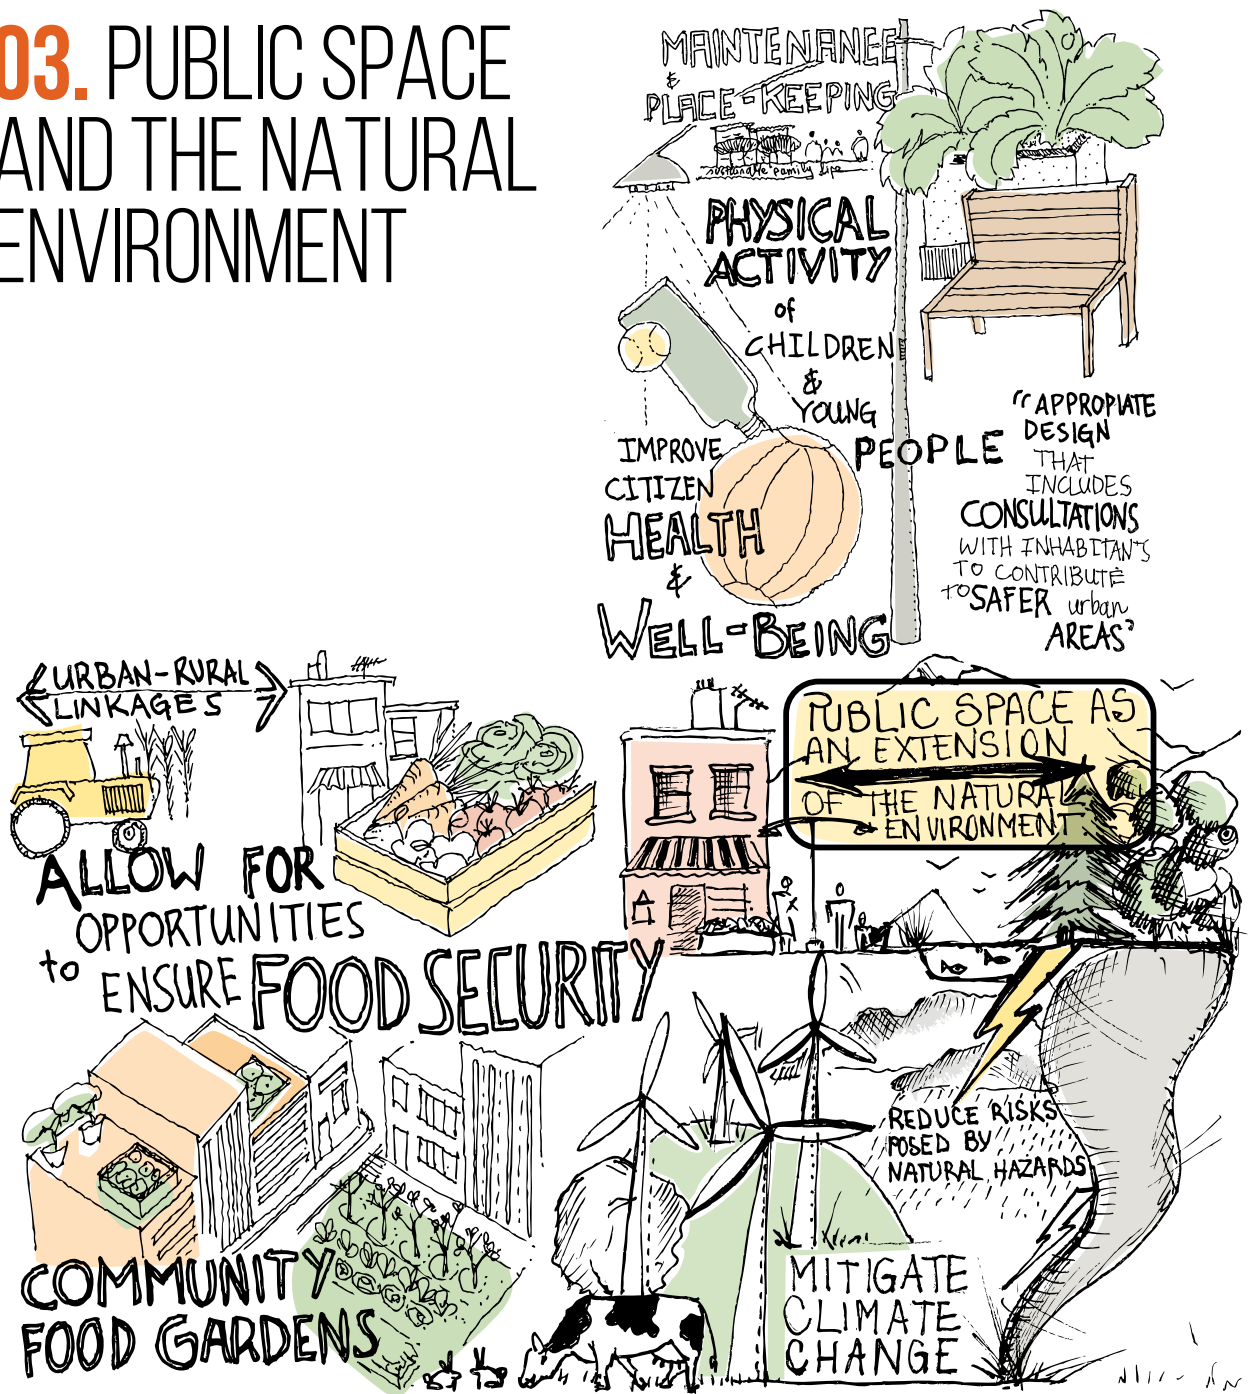 03. PUBLIC SPACE
AND THE NATURAL
ENVIRONMENT
MAINTENANEE
&
PLACE-KEEPING
sustainable family life
PHYSICAL
ACTIVITY
of
CHILDREN
&
YOUNG
PEOPLE
IMPROVE
CITIZEN
HEALTH
&
WELL-BEING
"APPROPIATE
DESIGN
THAT
INCLUDES
CONSULTATIONS
WITH INHABITAN'S
TO CONTRIBUTE
TO SAFER urban
AREAS"
URBAN-RURAL
LINKAGES
ALLOW FOR
OPPORTUNITIES
to ENSURE FOOD SECURITY
COMMUNITY
FOOD GARDENS
PUBLIC SPACE AS
AN EXTENSION
OF THE NATURAL
ENVIRONMENT
REDUCE RISKS
POSED BY
NATURAL HAZARDS
MITIGATE
CLIMATE
CHANGE